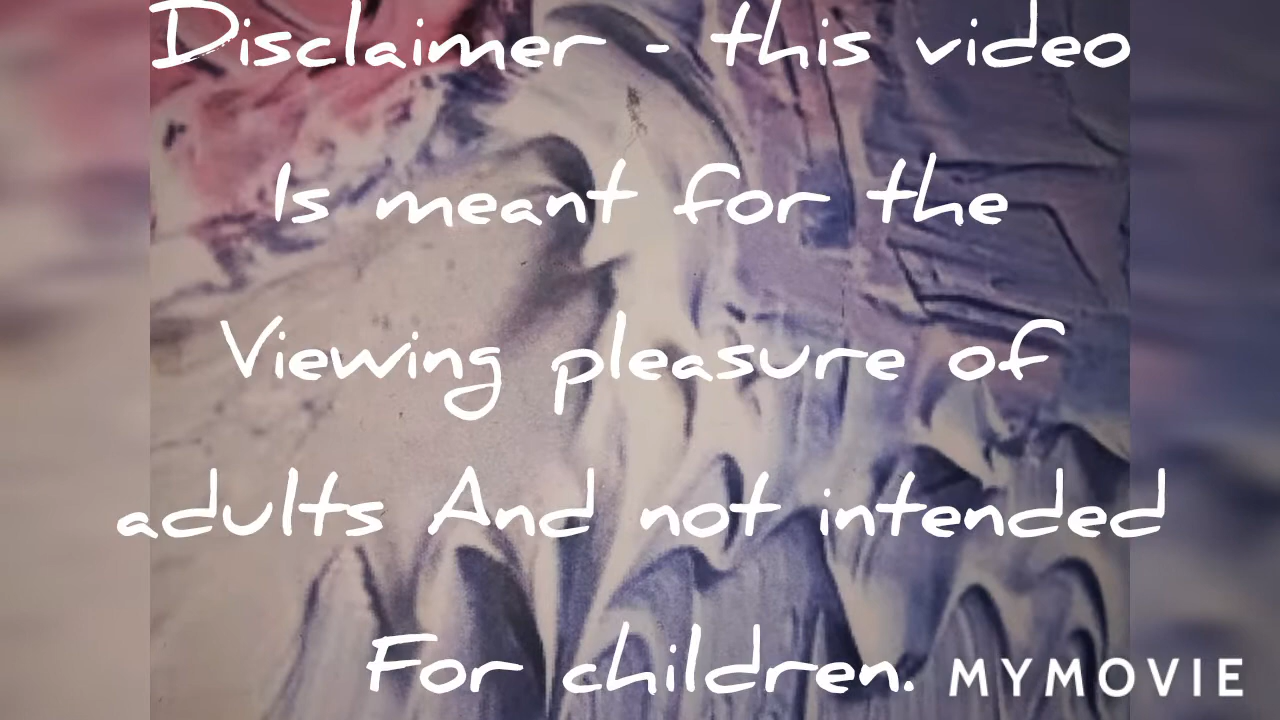 Disclaimer - this video
Is meant for the
Viewing pleasure of
adults And not intended
For children.
MYMOVIE